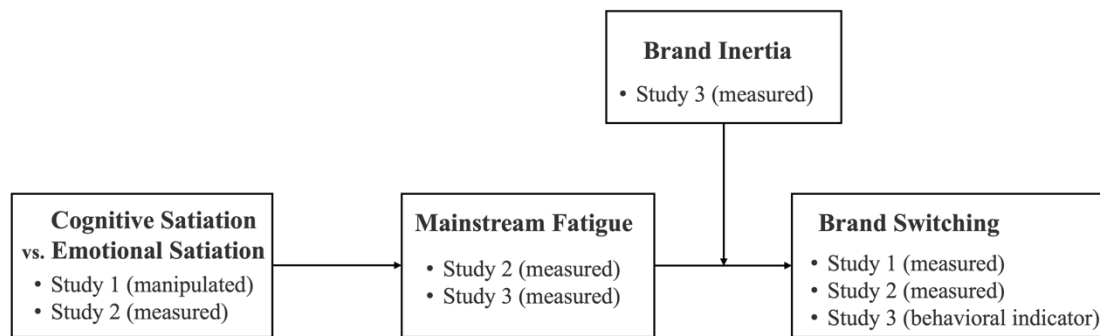 Brand Inertia
• Study 3 (measured)
Cognitive Satiation
vs. Emotional Satiation
• Study 1 (manipulated)
• Study 2 (measured)
Mainstream Fatigue
• Study 2 (measured)
• Study 3 (measured)
Brand Switching
• Study 1 (measured)
• Study 2 (measured)
• Study 3 (behavioral indicator)